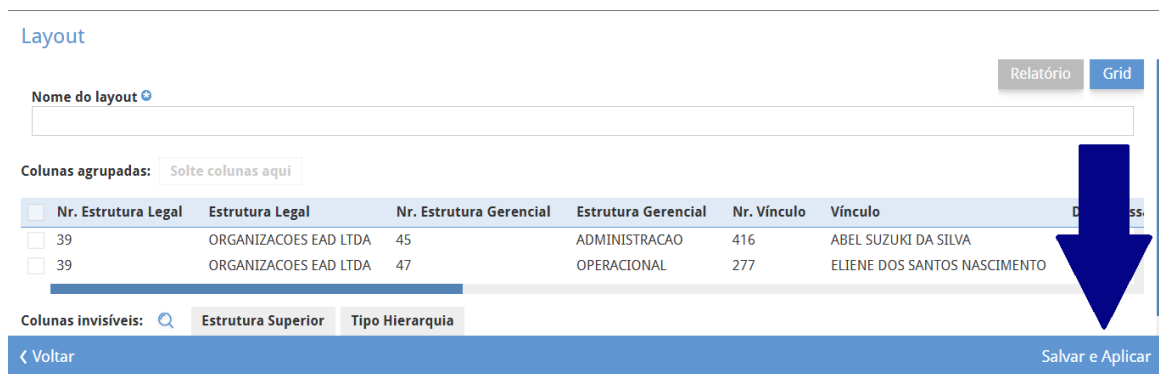 Layout
Relatório Grid
Nome do layout
Colunas agrupadas: Solte colunas aqui
Nr. Estrutura Legal Estrutura Legal Nr. Estrutura Gerencial Estrutura Gerencial Nr. Vínculo Vínculo
39 ORGANIZACOES EAD LTDA 45 ADMINISTRACAO 416 ABEL SUZUKI DA SILVA
39 ORGANIZACOES EAD LTDA 47 OPERACIONAL 277 ELIENE DOS SANTOS NASCIMENTO
Colunas invisíveis: Estrutura Superior Tipo Hierarquia
Voltar Salvar e Aplicar